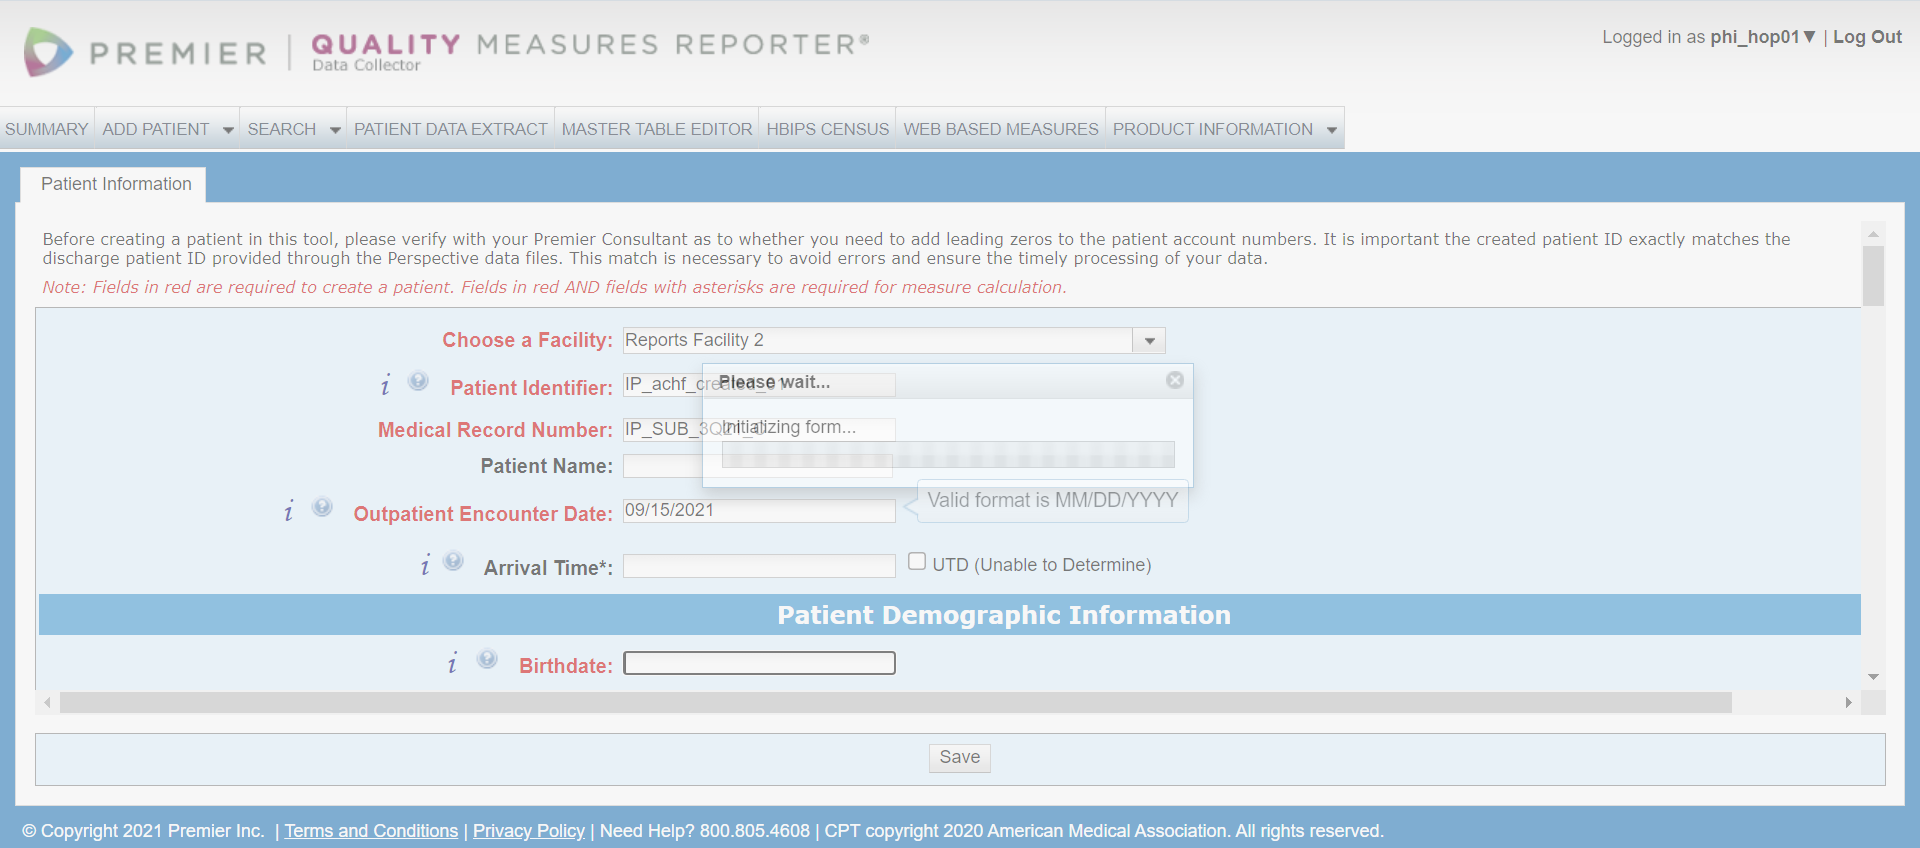 PREMIER | QUALITY MEASURES REPORTER®
Data Collector
Logged in as phi_hop01▼ | Log Out
SUMMARY ADD PATIENT SEARCH PATIENT DATA EXTRACT MASTER TABLE EDITOR HBIPS CENSUS WEB BASED MEASURES PRODUCT INFORMATION
Patient Information
Before creating a patient in this tool, please verify with your Premier Consultant as to whether you need to add leading zeros to the patient account numbers. It is important the created patient ID exactly matches the
discharge patient ID provided through the Perspective data files. This match is necessary to avoid errors and ensure the timely processing of your data.
Note: Fields in red are required to create a patient. Fields in red AND fields with asterisks are required for measure calculation.
Choose a Facility: Reports Facility 2
Please wait...
i ? Patient Identifier: IP_achf_created_01
Initializing form...
Medical Record Number: IP_SUB_3Q21_
Patient Name:
i ? Outpatient Encounter Date: 09/15/2021 Valid format is MM/DD/YYYY
i ? Arrival Time*: UTD (Unable to Determine)
Patient Demographic Information
i ? Birthdate:
Save
© Copyright 2021 Premier Inc. | Terms and Conditions | Privacy Policy | Need Help? 800.805.4608 | CPT copyright 2020 American Medical Association. All rights reserved.